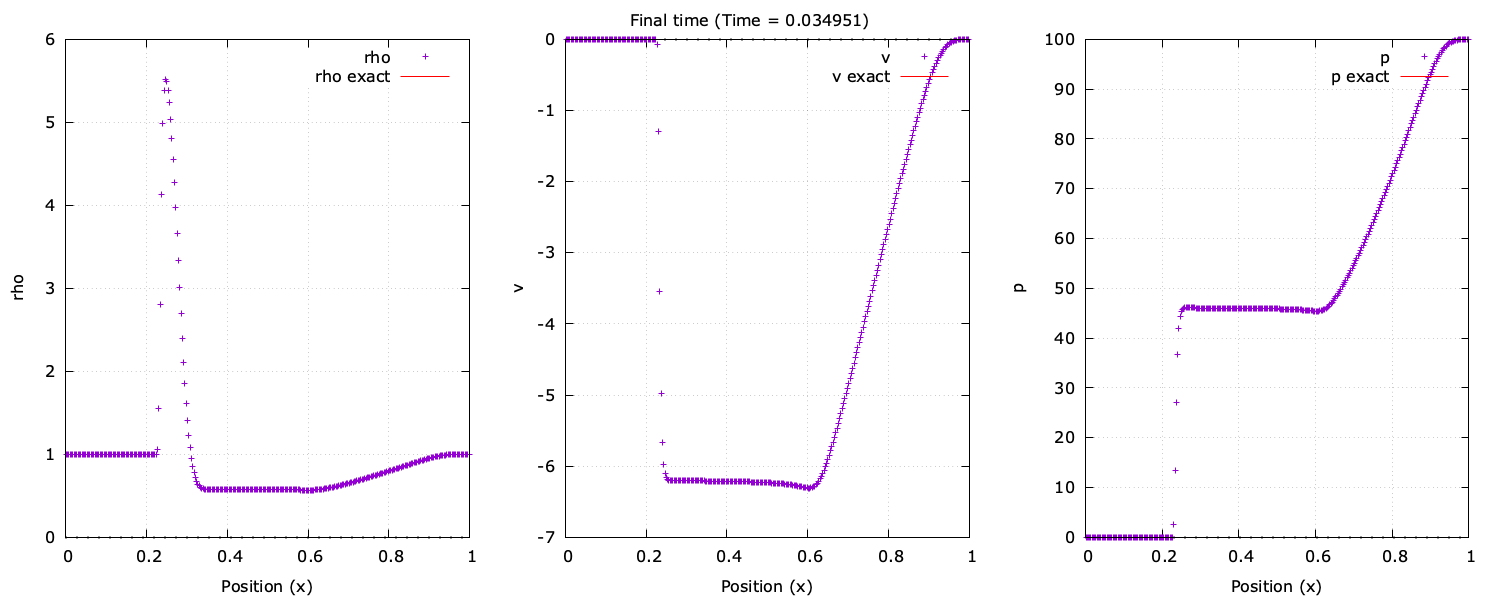 Final time (Time = 0.034951)
rho
rho exact
6
5
4
3
2
1
0
rho
0 0.2 0.4 0.6 0.8 1
Position (x)
v
v exact
0
-1
-2
-3
-4
-5
-6
-7
v
0 0.2 0.4 0.6 0.8 1
Position (x)
p
p exact
100
90
80
70
60
50
40
30
20
10
0
p
0 0.2 0.4 0.6 0.8 1
Position (x)